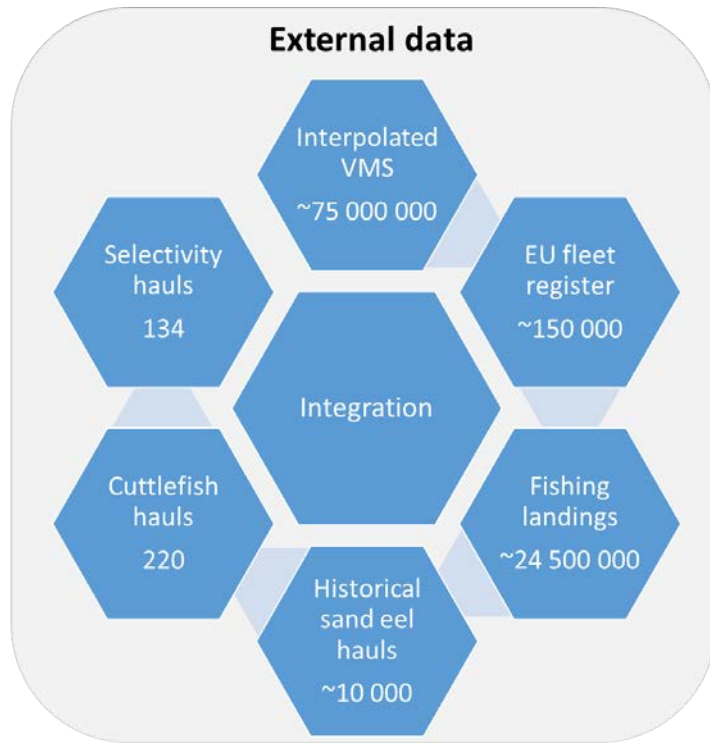 External data
Interpolated
VMS
~75 000 000
EU fleet
register
~150 000
Fishing
landings
~24 500 000
Historical
sand eel
hauls
~10 000
Cuttlefish
hauls
220
Selectivity
hauls
134
Integration